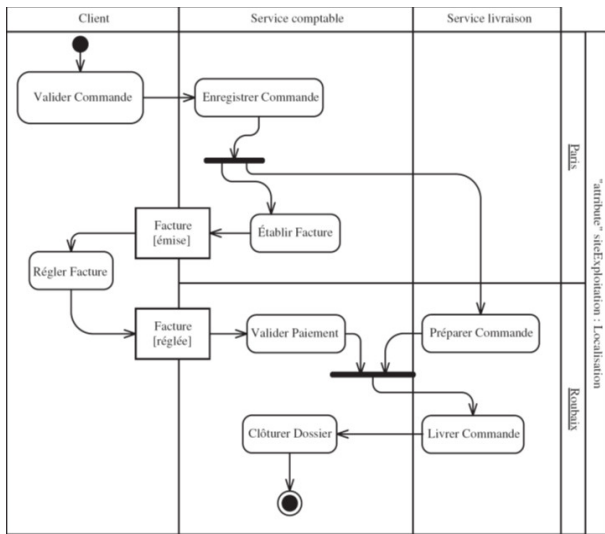 Client
Service comptable
Service livraison
Valider Commande
Enregistrer Commande
Paris
"attribute" siteExploitation : Localisation
Facture
[émise]
Établir Facture
Régler Facture
Facture
[réglée]
Valider Paiement
Préparer Commande
Roubaix
Clôturer Dossier
Livrer Commande